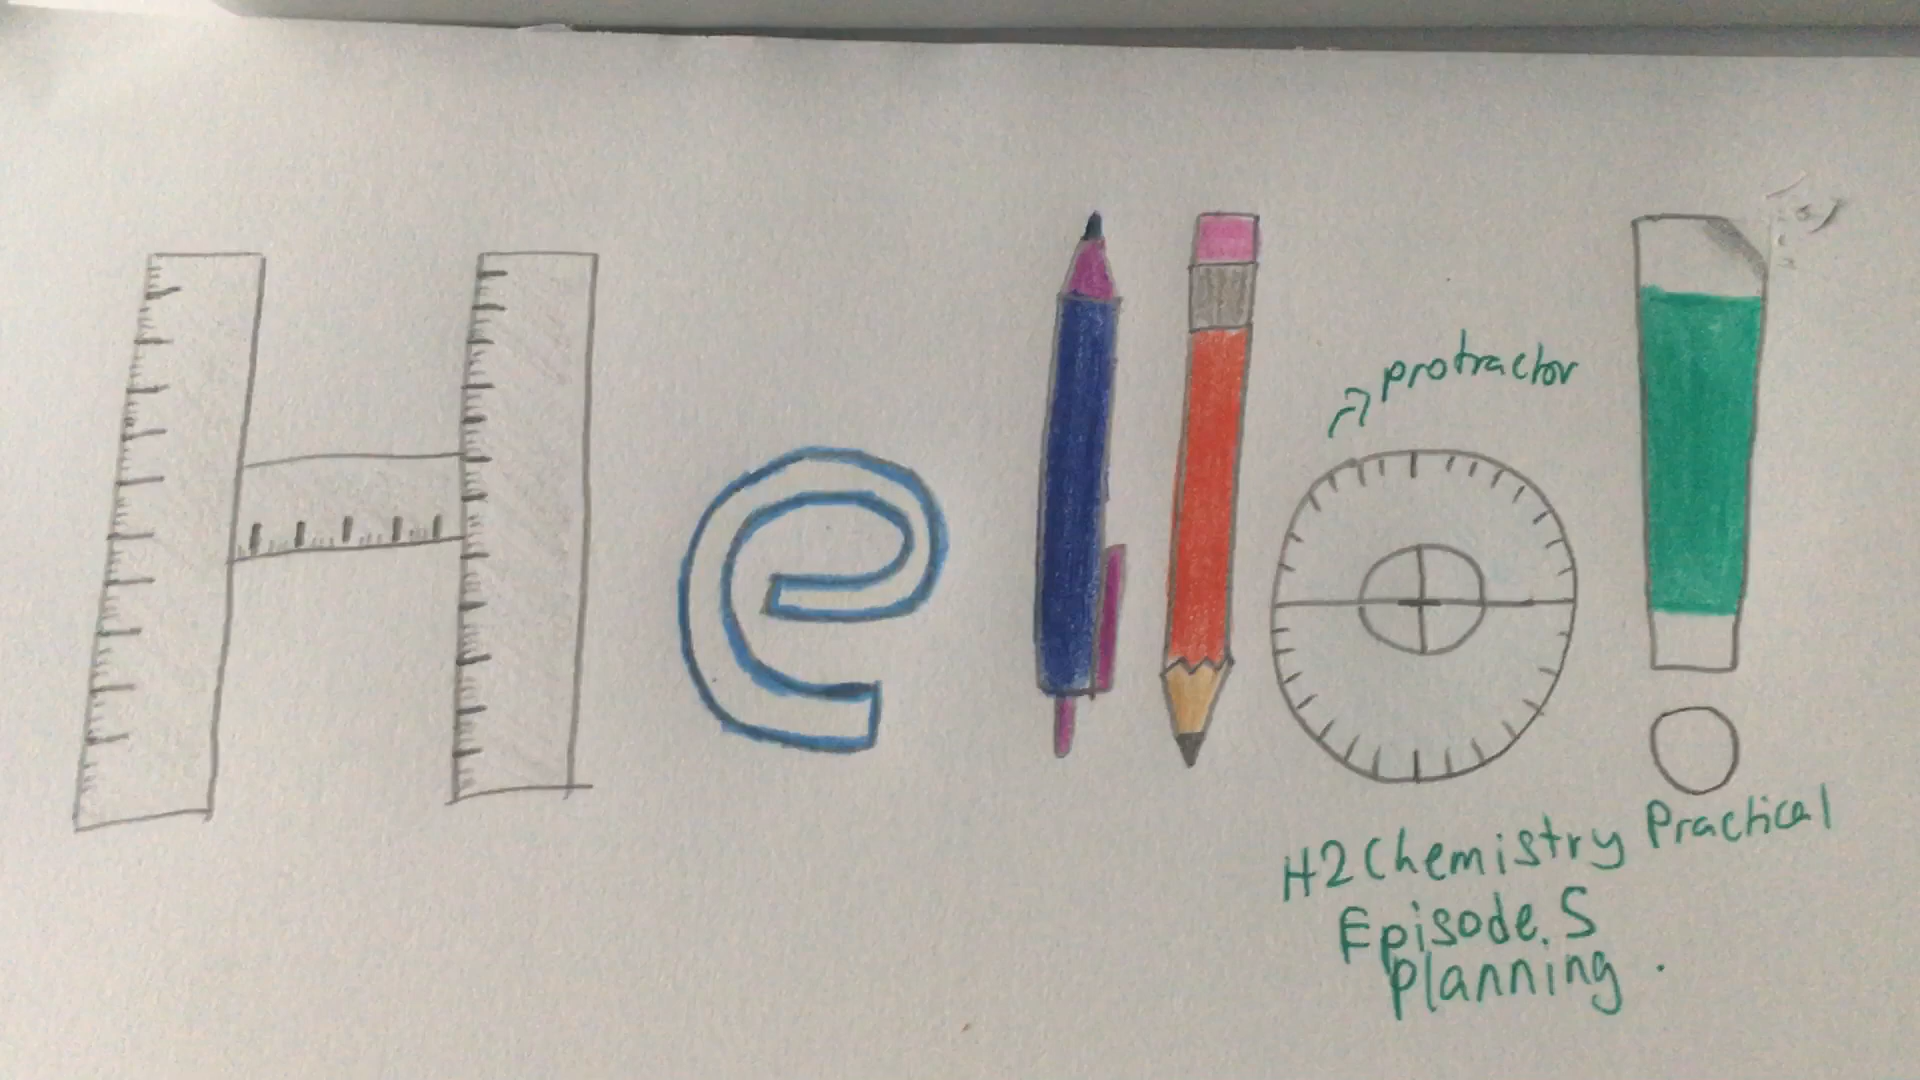 Hello!
protractor
H2 Chemistry Practical
Episode. 5
planning.